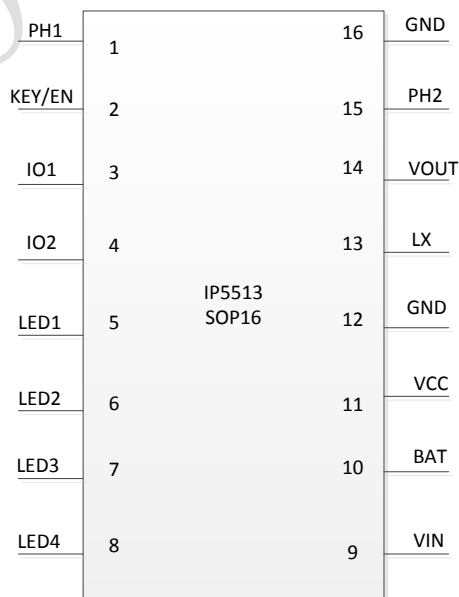 PH1 1 16 GND
KEY/EN 2 15 PH2
IO1 3 14 VOUT
IO2 4 13 LX
IP5513
SOP16
LED1 5 12 GND
LED2 6 11 VCC
LED3 7 10 BAT
LED4 8 9 VIN